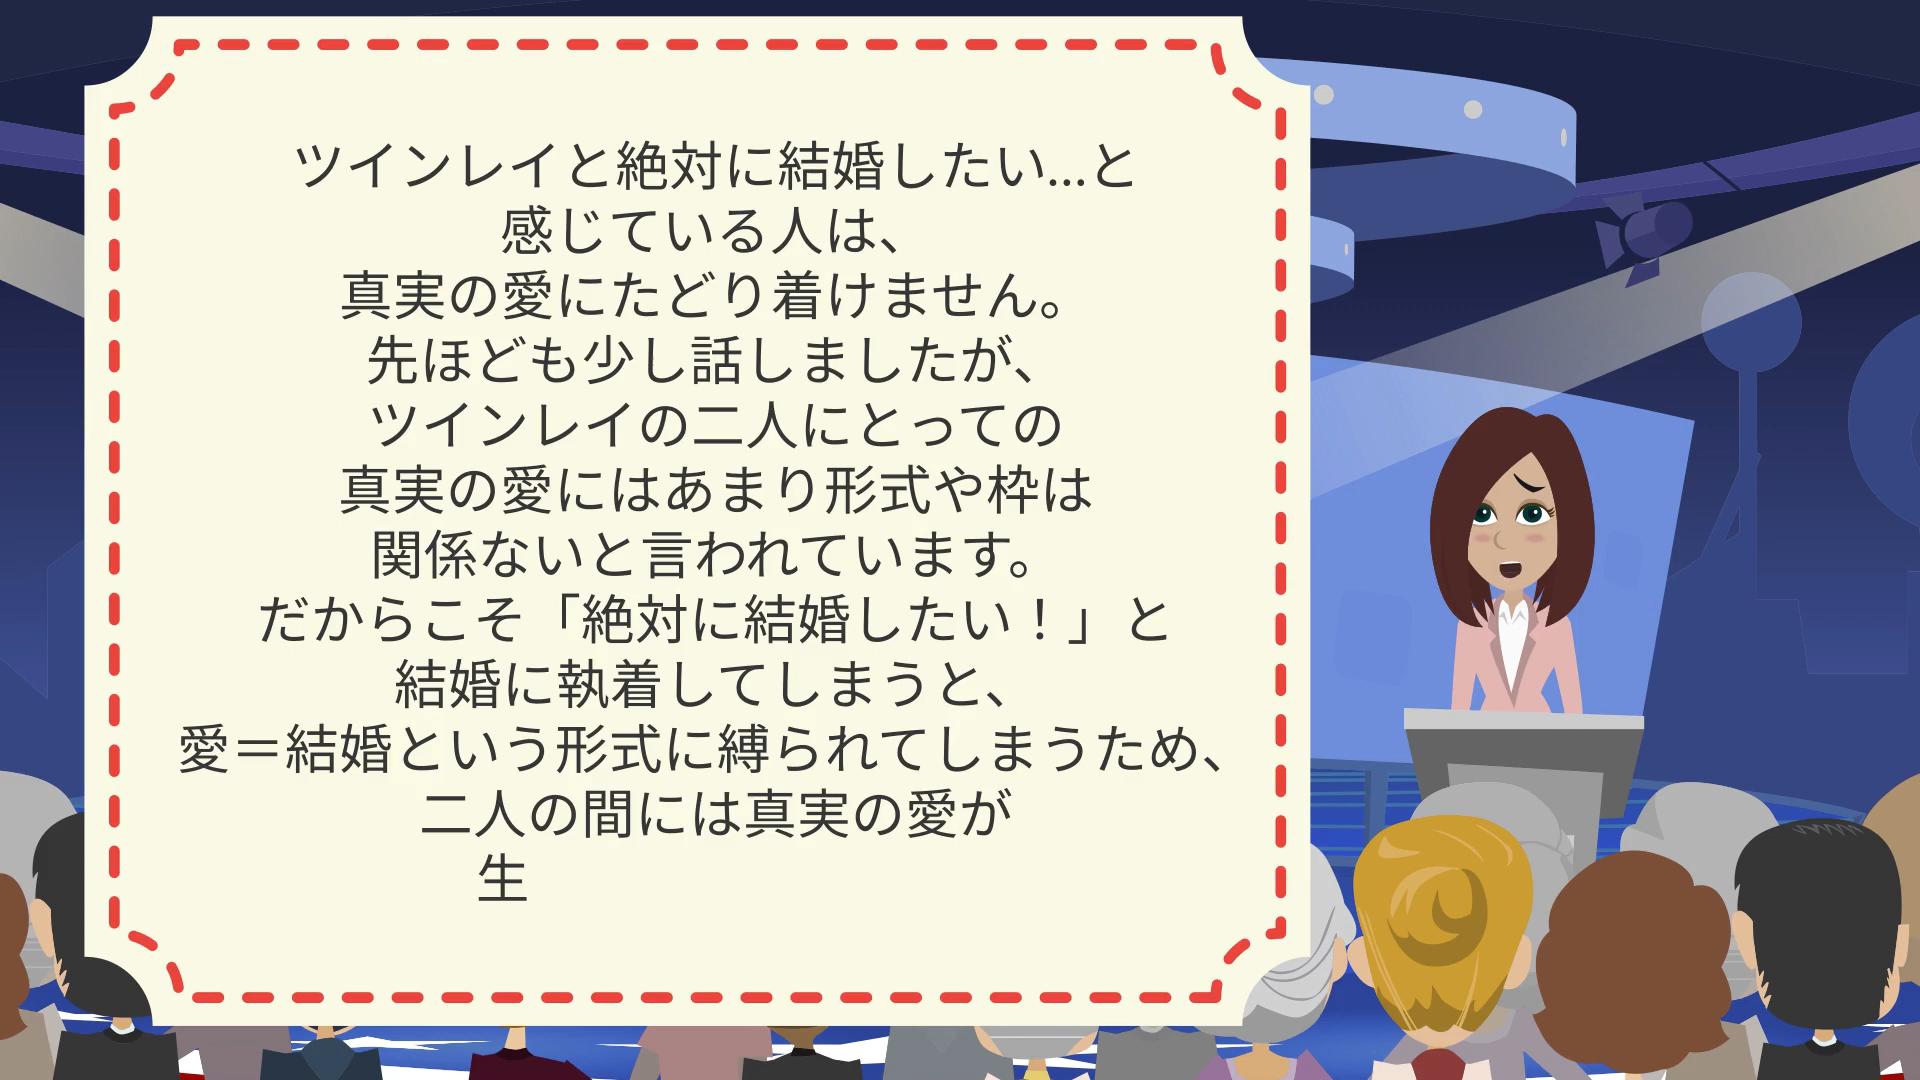 ツインレイと絶対に結婚したい...と
感じている人は、
真実の愛にたどり着けません。
先ほども少し話しましたが、
ツインレイの二人にとっての
真実の愛にはあまり形式や枠は
関係ないと言われています。
だからこそ「絶対に結婚したい！」と
結婚に執着してしまうと、
愛＝結婚という形式に縛られてしまうため、
二人の間には真実の愛が
生